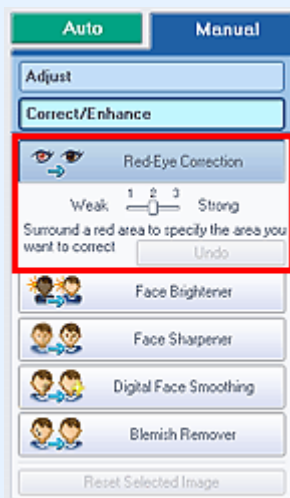 Auto Manual
Adjust
Correct/Enhance
Red-Eye Correction
1 2 3
Weak Strong
Surround a red area to specify the area you
want to correct Undo
Face Brightener
Face Sharpener
Digital Face Smoothing
Blemish Remover
Reset Selected Image